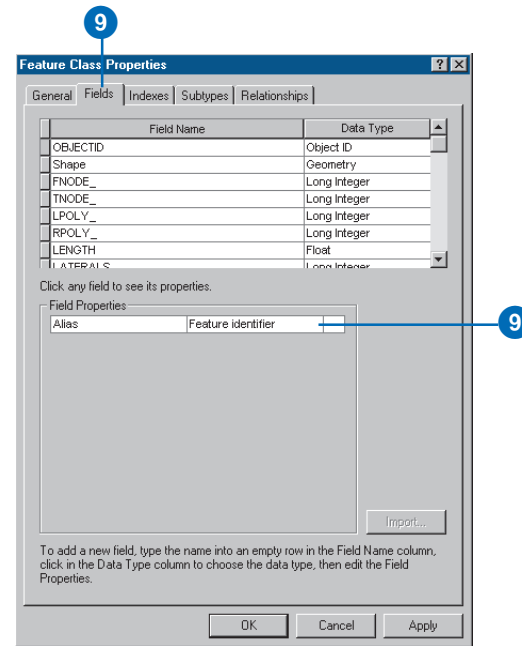 9
Feature Class Properties
General Fields Indexes Subtypes Relationships
Field Name Data Type
OBJECTID Object ID
Shape Geometry
FNODE_ Long Integer
TNODE_ Long Integer
LPOLY_ Long Integer
RPOLY_ Long Integer
LENGTH Float
LATERALS Long Integer
Click any field to see its properties.
Field Properties
Alias Feature identifier
9
Import...
To add a new field, type the name into an empty row in the Field Name column,
click in the Data Type column to choose the data type, then edit the Field
Properties.
OK Cancel Apply